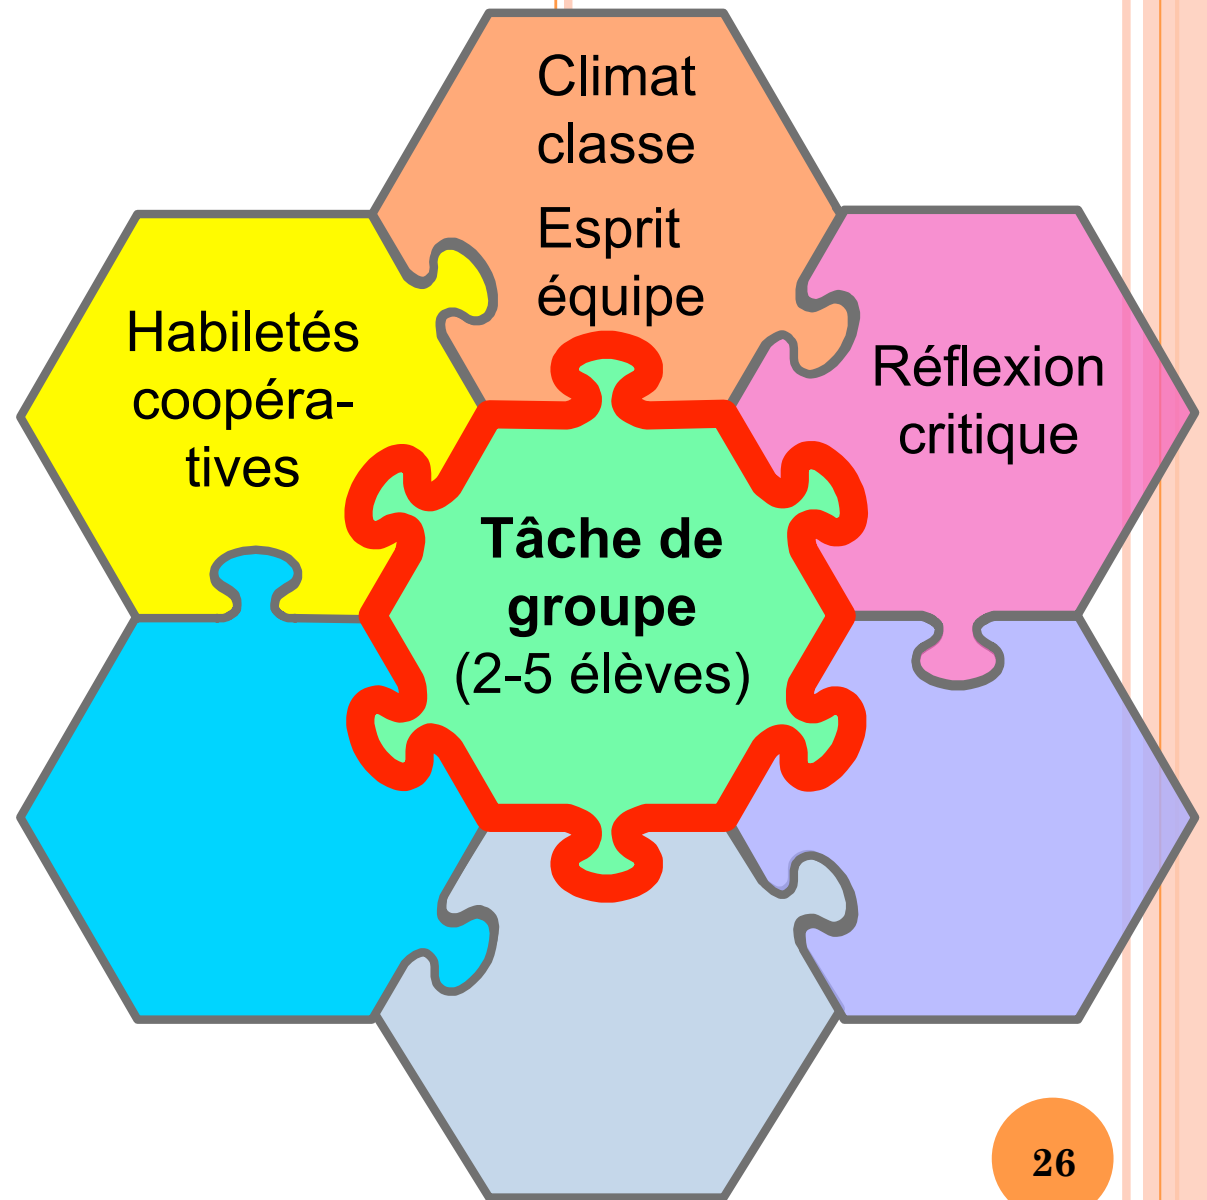 Climat
classe
Esprit
équipe
Habiletés
coopéra-
tives
Réflexion
critique
Tâche de
groupe
(2-5 élèves)
26